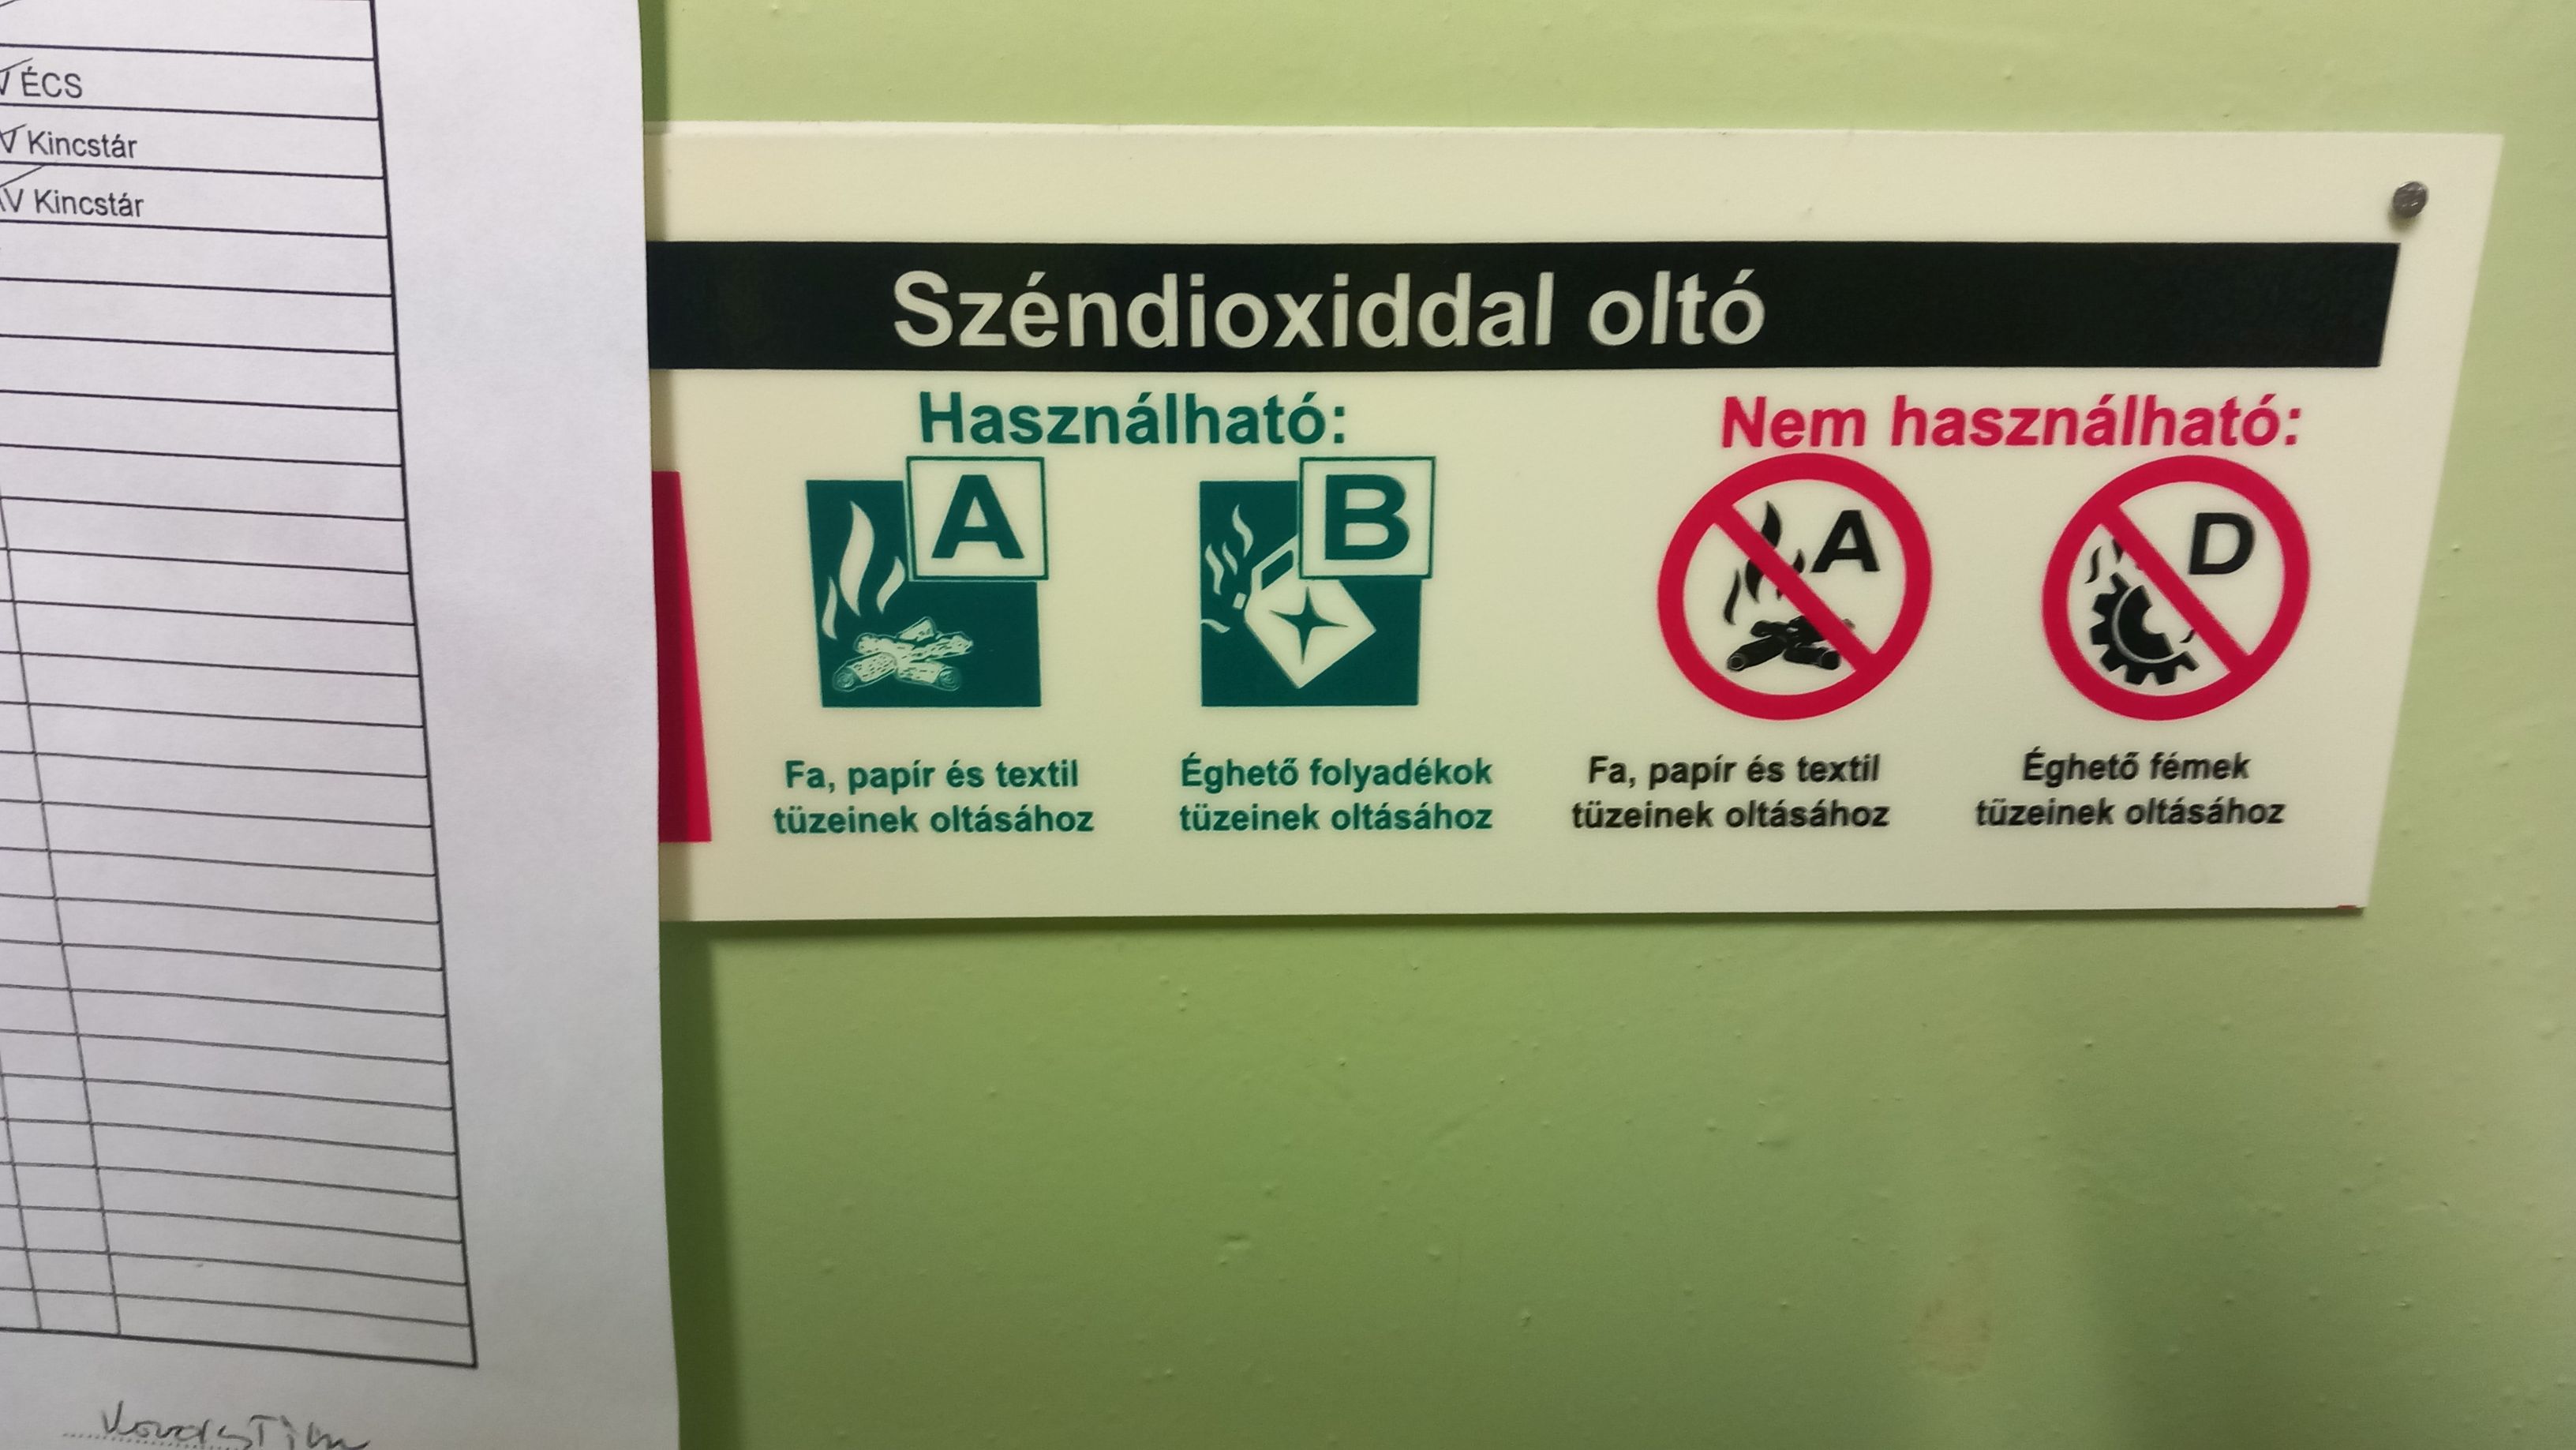 ÉCS
Kincstár
V Kincstár
Széndioxiddal oltó
Használható:
Nem használható:
A
B
A
D
Fa, papír és textil
tüzeinek oltásához
Éghető folyadékok
tüzeinek oltásához
Fa, papír és textil
tüzeinek oltásához
Éghető fémek
tüzeinek oltásához